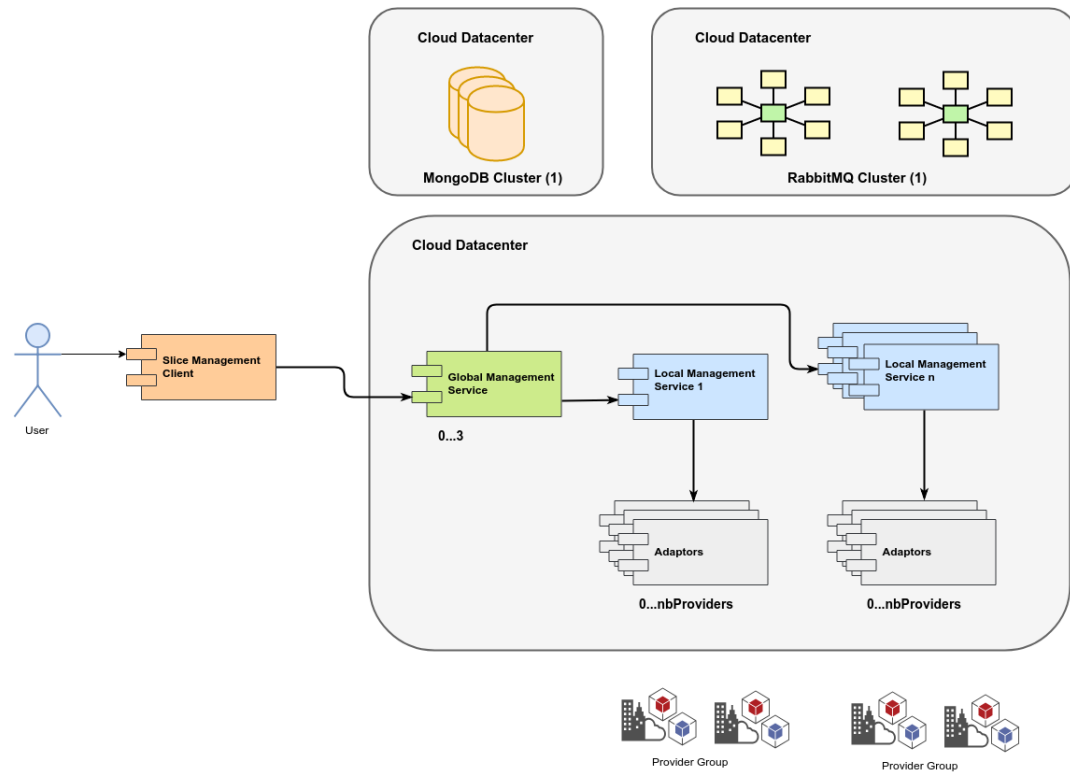 Cloud Datacenter
MongoDB Cluster (1)
Cloud Datacenter
RabbitMQ Cluster (1)
Cloud Datacenter
User
Slice Management
Client
Global Management
Service
0...3
Local Management
Service 1
Local Management
Service n
Adaptors
0...nbProviders
Adaptors
0...nbProviders
Provider Group
Provider Group